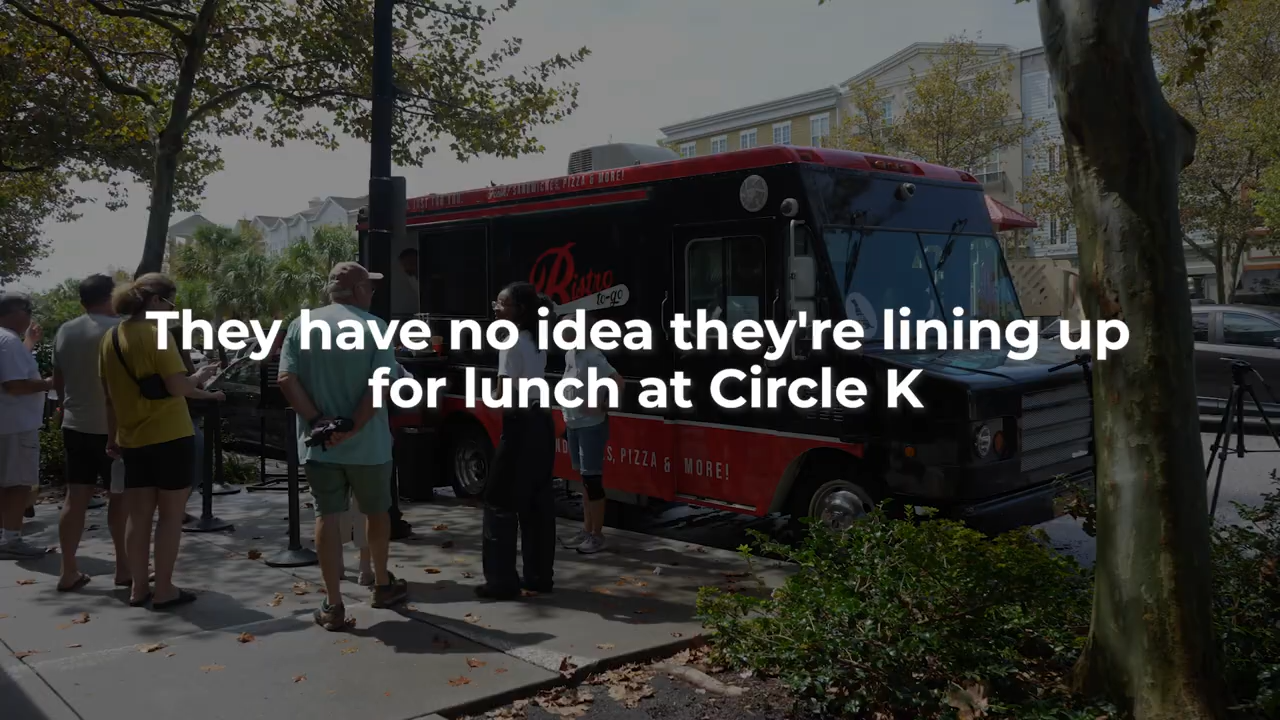 SANDWICHES, PIZZA & MORE!
Bistro
to-go
They have no idea they're lining up
for lunch at Circle K
S, PIZZA & MORE!